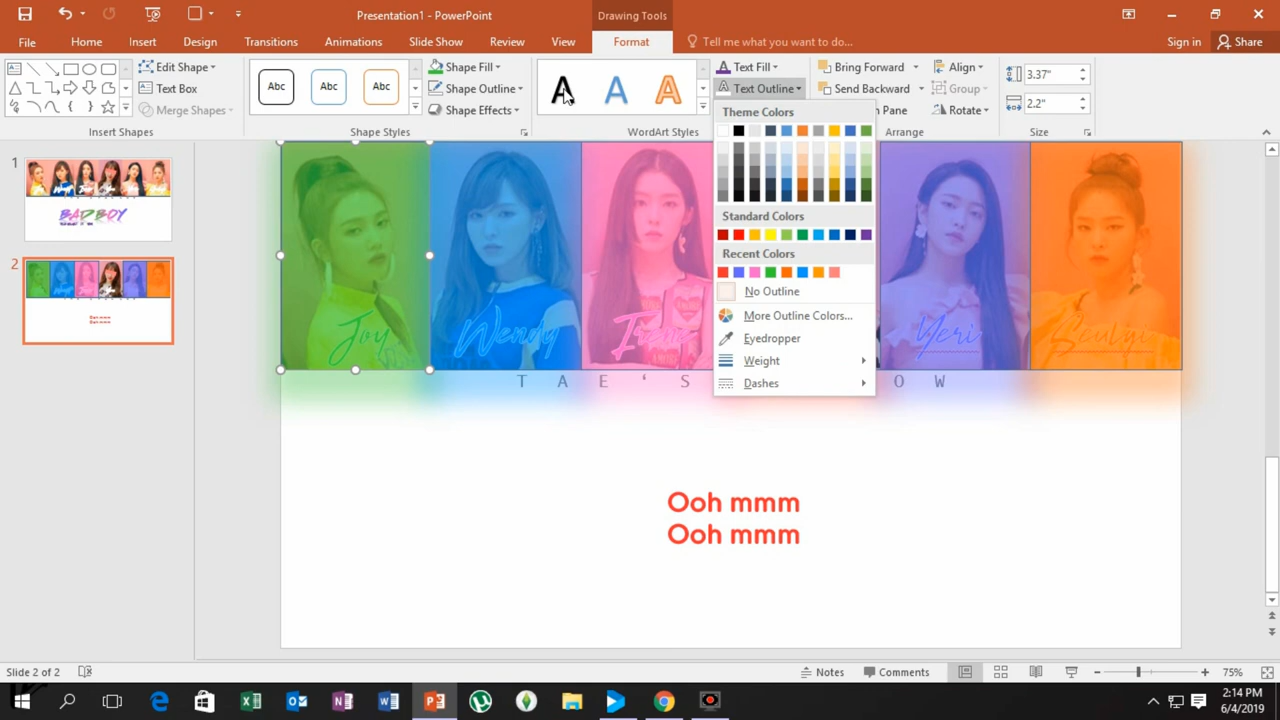 Presentation1 - PowerPoint
Drawing Tools
File
Home
Insert
Design
Transitions
Animations
Slide Show
Review
View
Format
Tell me what you want to do...
Sign in
Share
Edit Shape
Text Box
Merge Shapes
Insert Shapes
Abc
Abc
Abc
Shape Fill
Shape Outline
Shape Effects
Shape Styles
A
A
A
WordArt Styles
Text Fill
Text Outline
Bring Forward
Send Backward
n Pane
Align
Group
Rotate
Arrange
3.37"
2.2"
Size
Theme Colors
Standard Colors
Recent Colors
No Outline
More Outline Colors...
Eyedropper
Weight
Dashes
1
BAD BOY
2
Joy
Wendy
Irene
Yeri
Seulgi
T A E ' S
O W
Ooh mmm
Ooh mmm
Slide 2 of 2
Notes
Comments
75%
2:14 PM
6/4/2019